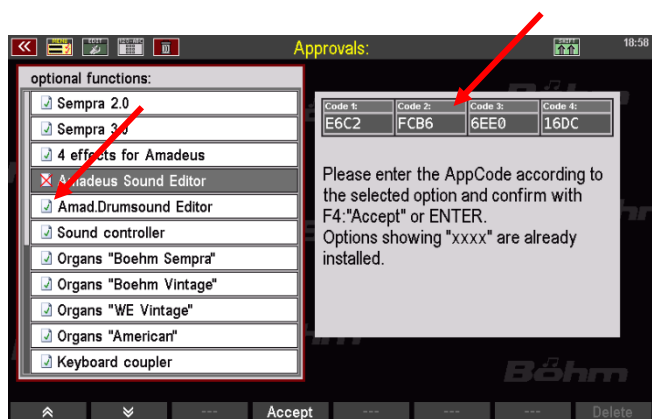 MENU
EDIT
Approvals:
SHIFT
18:58
optional functions:
Sempra 2.0
Sempra 3.0
4 effects for Amadeus
Amadeus Sound Editor
Amad.Drumsound Editor
Sound controller
Organs "Boehm Sempra"
Organs "Boehm Vintage"
Organs "WE Vintage"
Organs "American"
Keyboard coupler
Code 1: Code 2: Code 3: Code 4:
E6C2 FCB6 6EE0 16DC
Please enter the AppCode according to
the selected option and confirm with
F4:"Accept" or ENTER.
Options showing "xxxx" are already
installed.
Böhm
--- Accept --- --- --- Delete